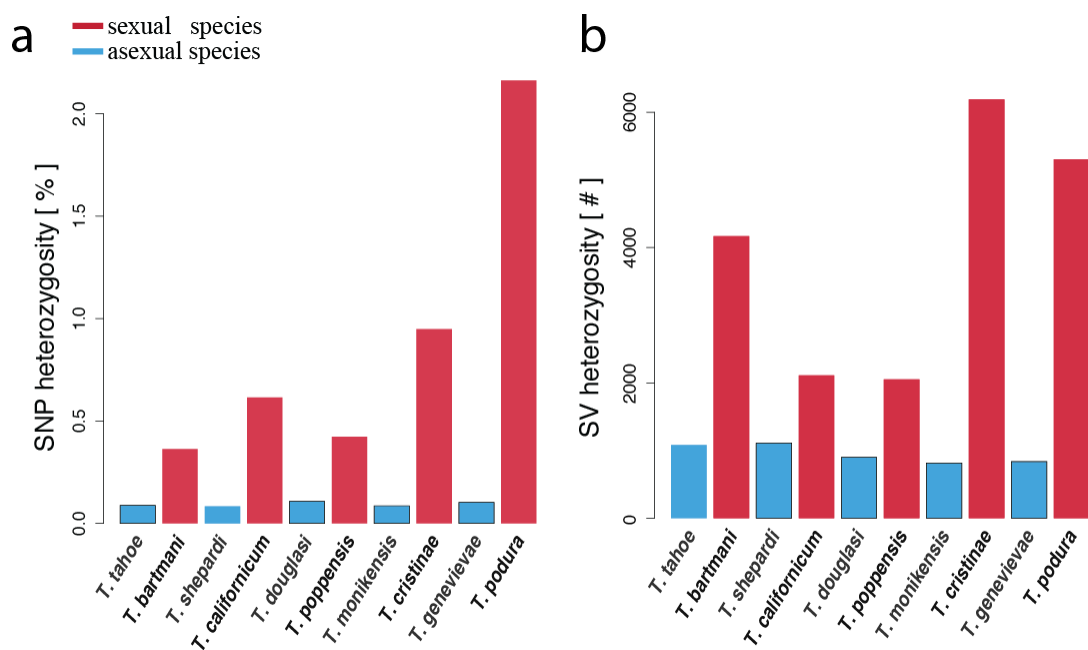 a
sexual species
asexual species
SNP heterozygosity [ % ]
2.0
1.5
1.0
0.5
0.0
T. tahoe
T. bartmani
T. shepardi
T. californicum
T. douglasi
T. poppensis
T. monikensis
T. cristinae
T. genevievae
T. podura
b
SV heterozygosity [ # ]
6000
4000
2000
0
T. tahoe
T. bartmani
T. shepardi
T. californicum
T. douglasi
T. poppensis
T. monikensis
T. cristinae
T. genevievae
T. podura